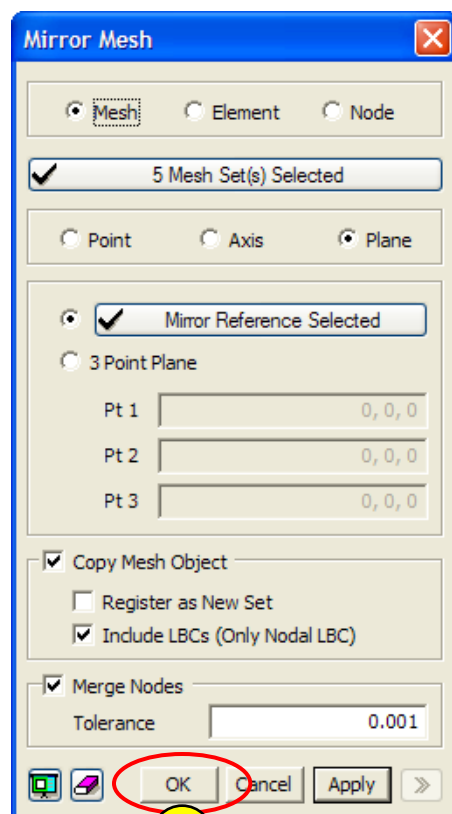 Mirror Mesh
Mesh Element Node
5 Mesh Set(s) Selected
Point Axis Plane
Mirror Reference Selected
3 Point Plane
Pt 1 0, 0, 0
Pt 2 0, 0, 0
Pt 3 0, 0, 0
Copy Mesh Object
Register as New Set
Include LBCs (Only Nodal LBC)
Merge Nodes
Tolerance 0.001
OK Cancel Apply >>